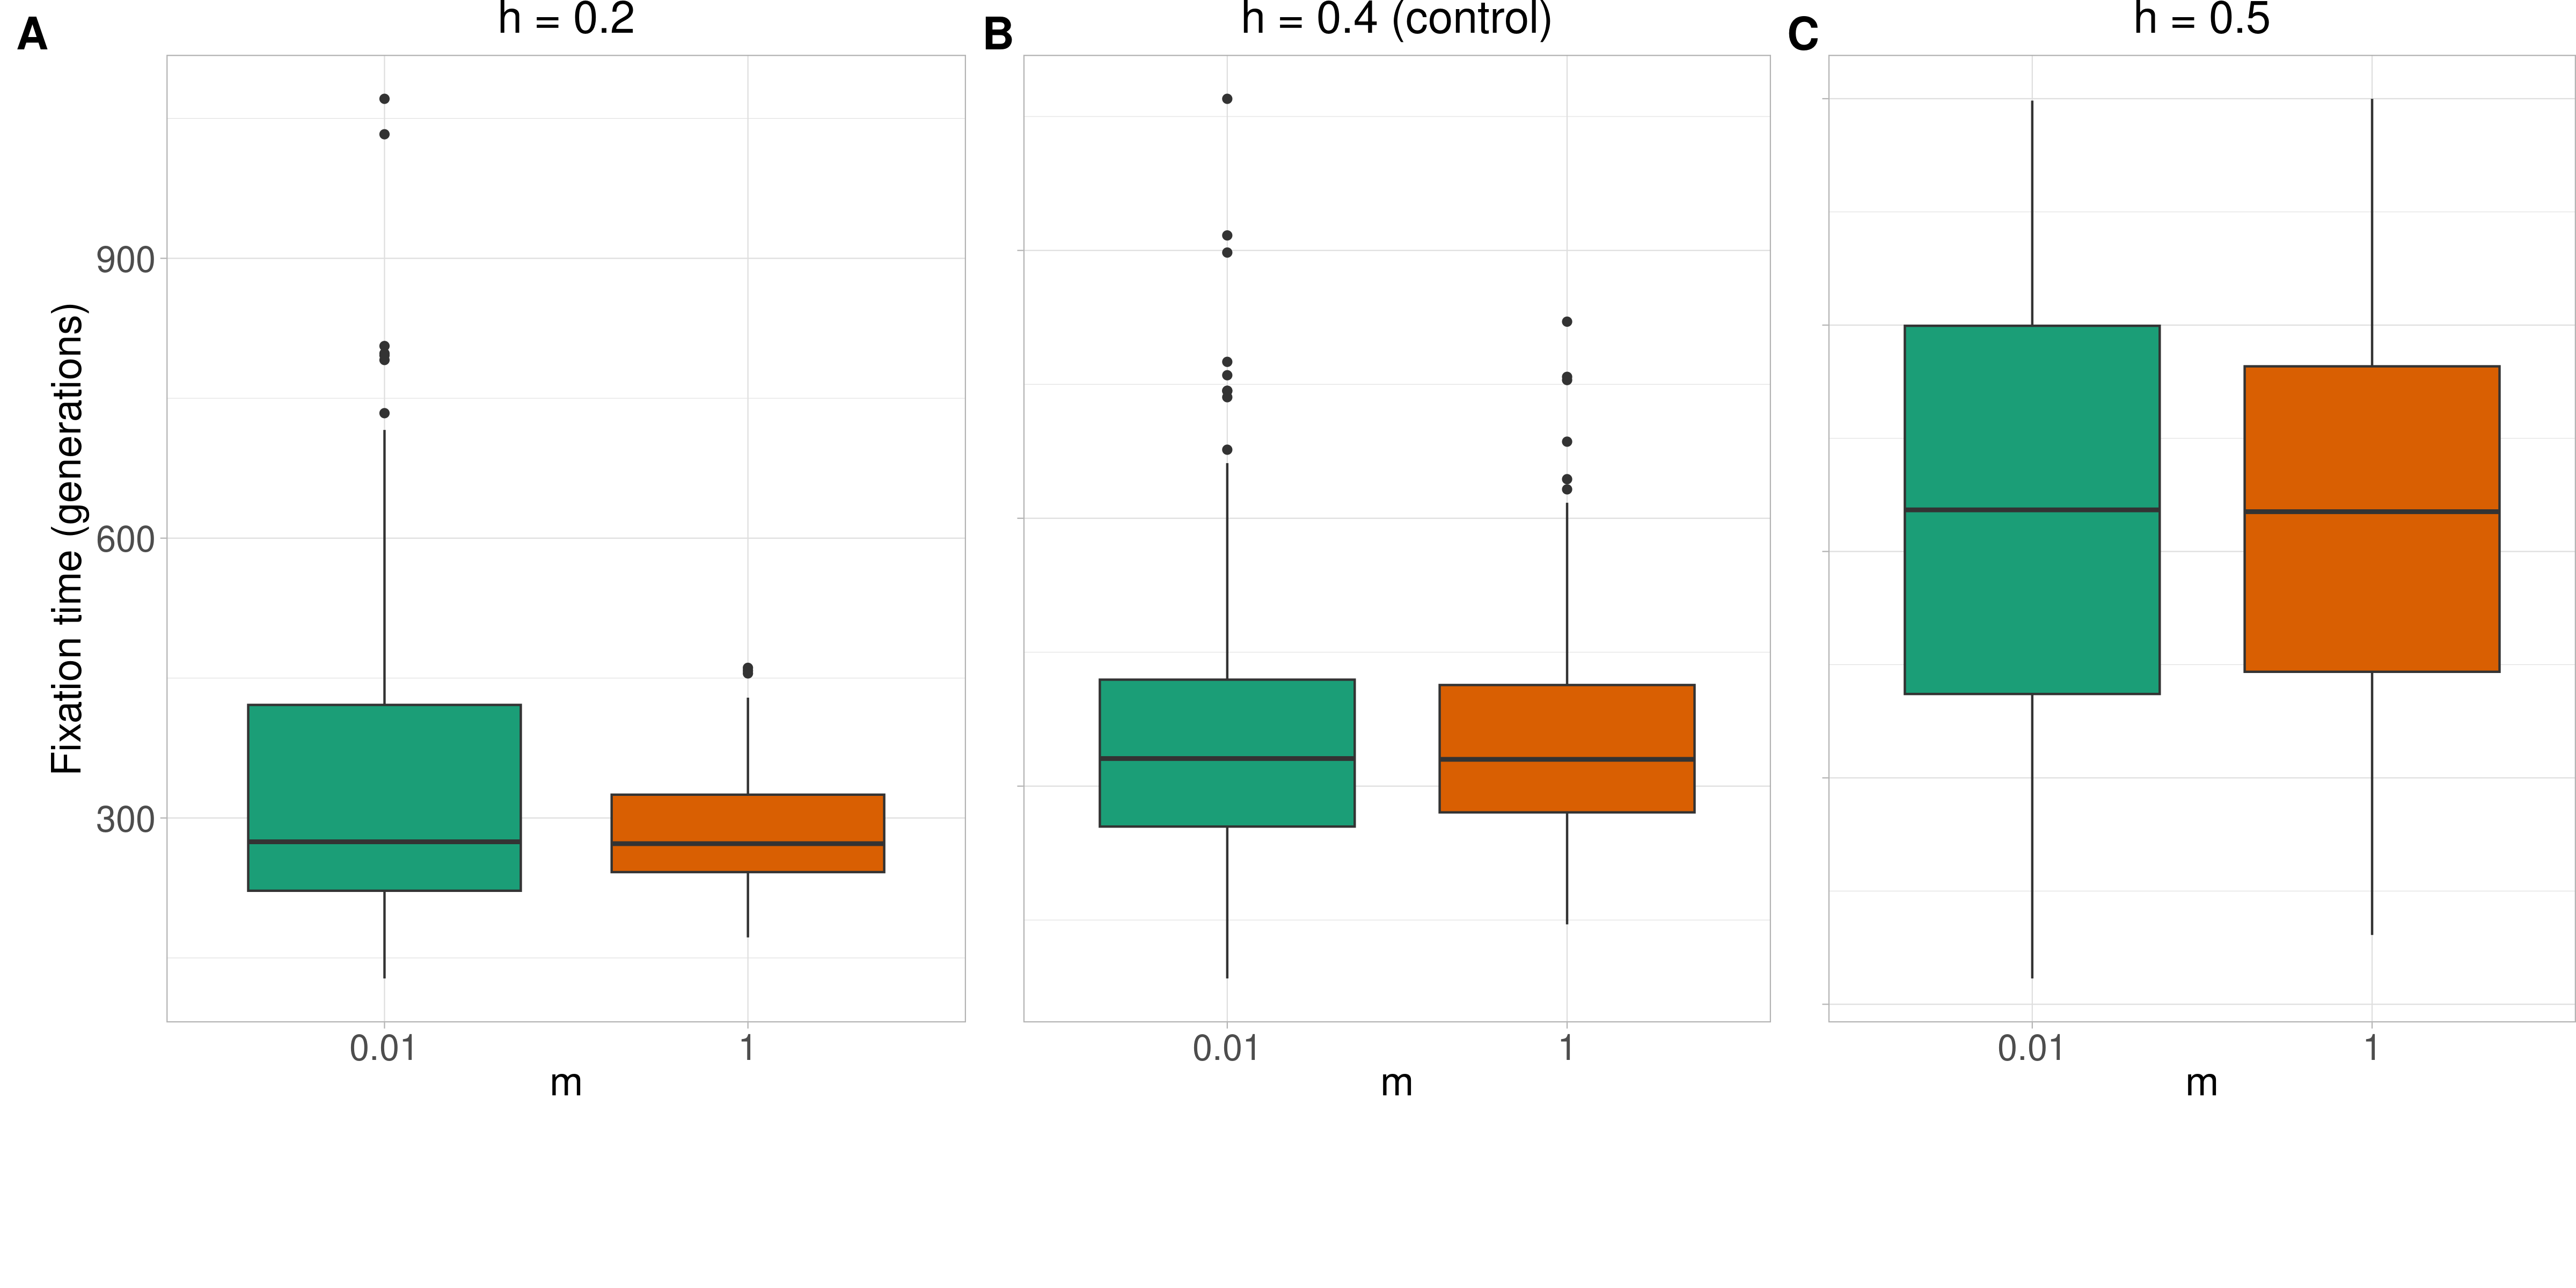 A
h = 0.2
B
h = 0.4 (control)
C
h = 0.5
Fixation time (generations)
900
600
300
0.01
1
0.01
1
0.01
1
m
m
m